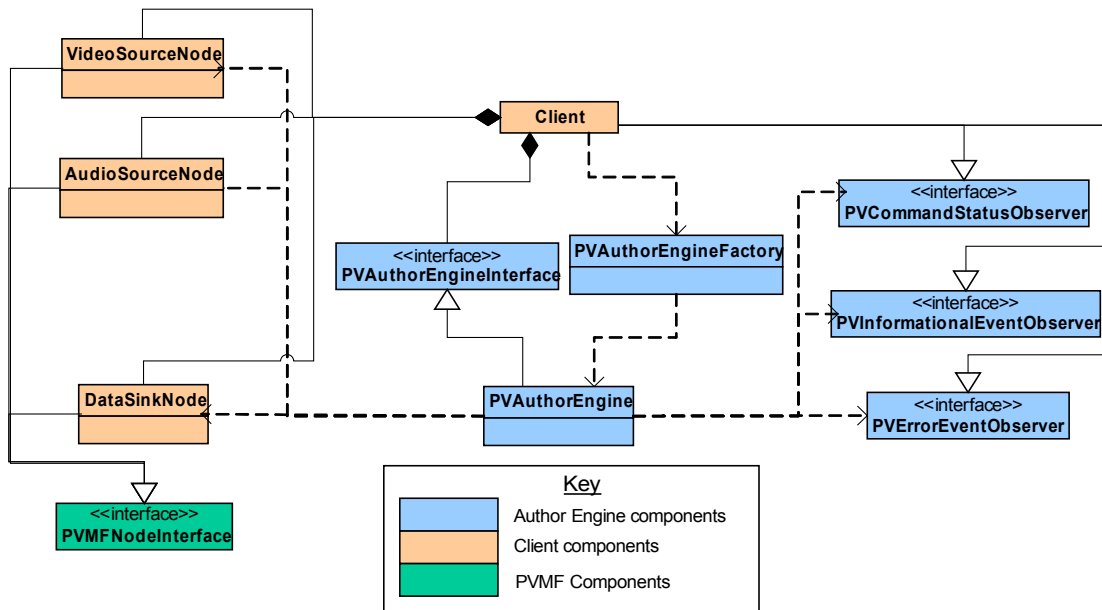 VideoSourceNode
Client
AudioSourceNode
<<interface>>
PVCommandStatusObserver
<<interface>>
PVAuthorEngineInterface
PVAuthorEngineFactory
<<interface>>
PVInformationalEventObserver
DataSinkNode
PVAuthorEngine
<<interface>>
PVErrorEventObserver
<<interface>>
PVMFNodeInterface
Key
Author Engine components
Client components
PVMF Components